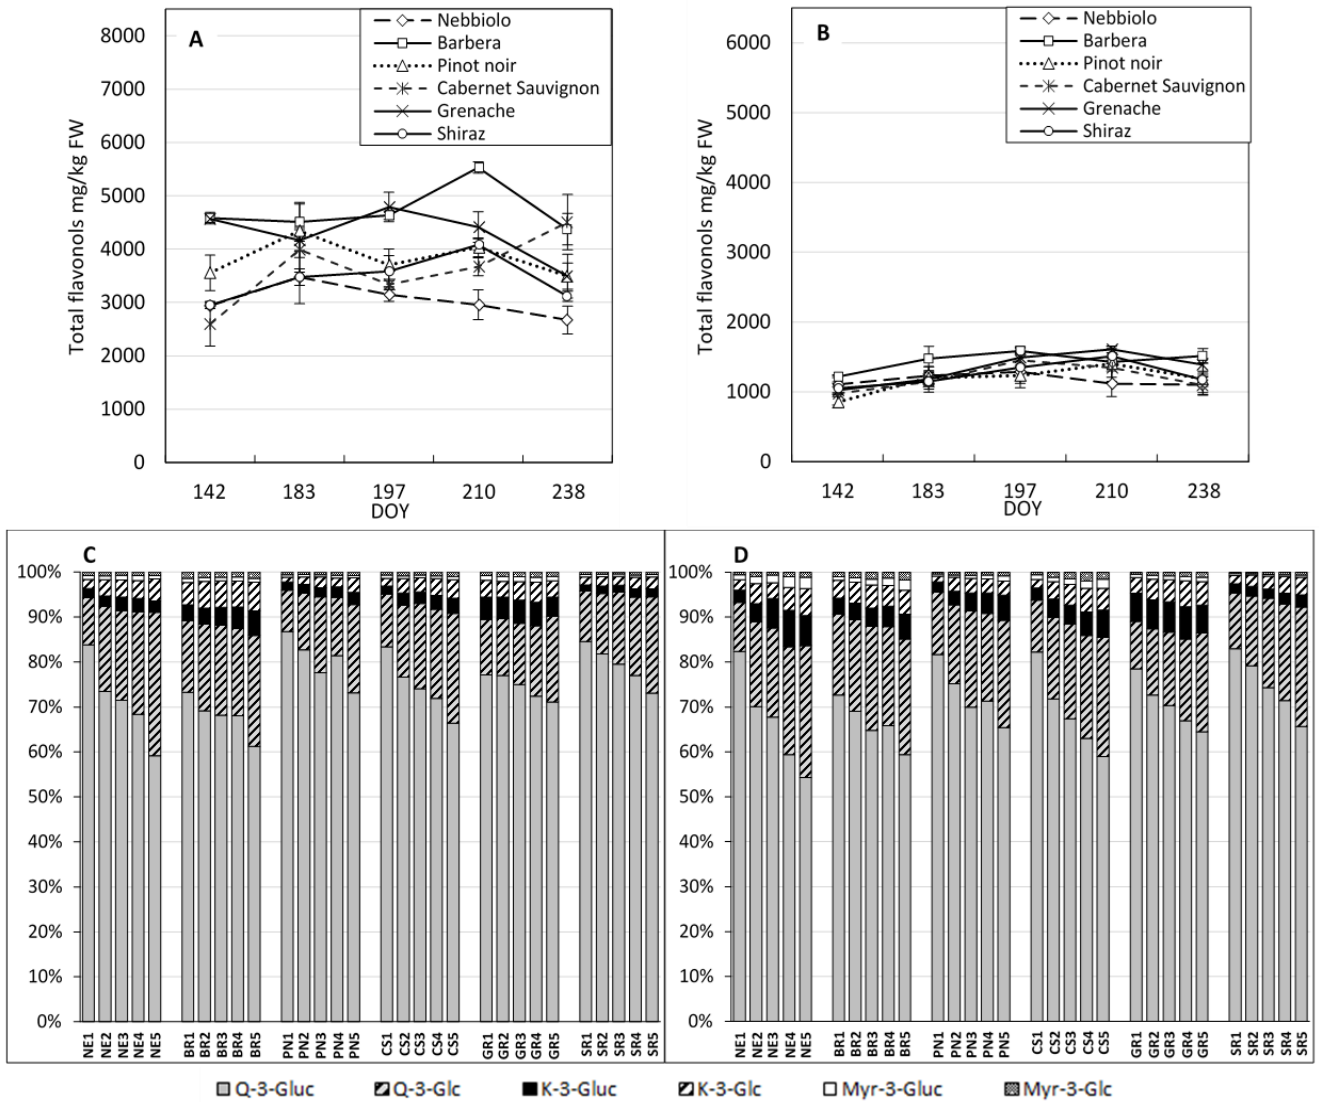 A
Nebbiolo
Barbera
Pinot noir
Cabernet Sauvignon
Grenache
Shiraz
Total flavonols mg/kg FW
8000
7000
6000
5000
4000
3000
2000
1000
0
142 183 197 210 238
DOY
B
Nebbiolo
Barbera
Pinot noir
Cabernet Sauvignon
Grenache
Shiraz
Total flavonols mg/kg FW
6000
5000
4000
3000
2000
1000
0
142 183 197 210 238
DOY
C
100%
90%
80%
70%
60%
50%
40%
30%
20%
10%
0%
NE1 NE2 NE3 NE4 NE5 BR1 BR2 BR3 BR4 BR5 PN1 PN2 PN3 PN4 PN5 CS1 CS2 CS3 CS4 CS5 GR1 GR2 GR3 GR4 GR5 SR1 SR2 SR3 SR4 SR5
D
100%
90%
80%
70%
60%
50%
40%
30%
20%
10%
0%
NE1 NE2 NE3 NE4 NE5 BR1 BR2 BR3 BR4 BR5 PN1 PN2 PN3 PN4 PN5 CS1 CS2 CS3 CS4 CS5 GR1 GR2 GR3 GR4 GR5 SR1 SR2 SR3 SR4 SR5
Q-3-Gluc Q-3-Glc K-3-Gluc K-3-Glc Myr-3-Gluc Myr-3-Glc